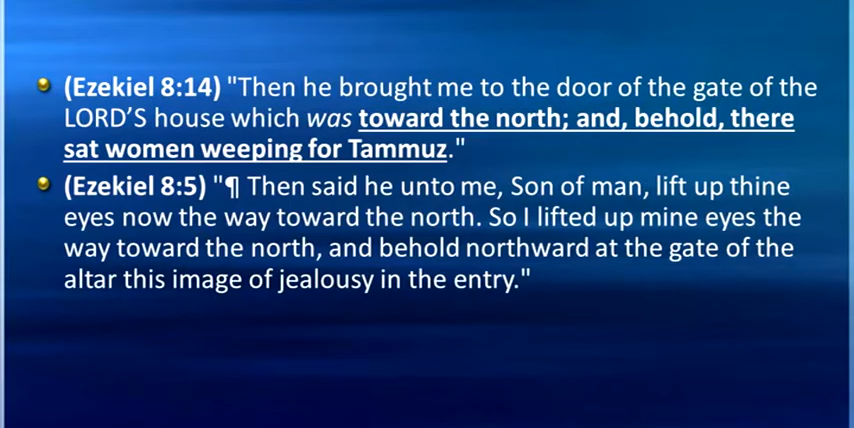 (Ezekiel 8:14) "Then he brought me to the door of the gate of the
LORD'S house which was toward the north; and, behold, there
sat women weeping for Tammuz."
(Ezekiel 8:5) "¶ Then said he unto me, Son of man, lift up thine
eyes now the way toward the north. So I lifted up mine eyes the
way toward the north, and behold northward at the gate of the
altar this image of jealousy in the entry."